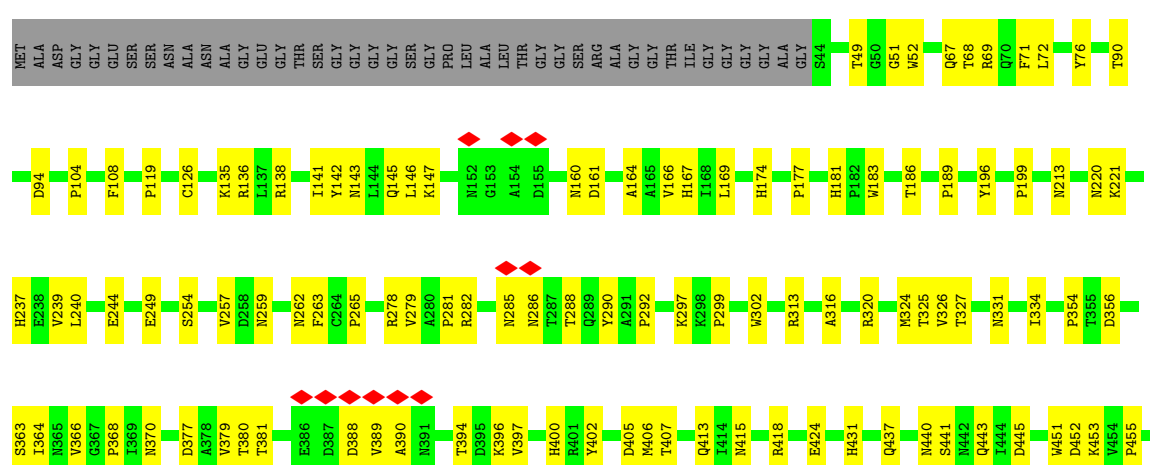 MET ALA ASP GLY GLY GLU SER SER ASN ALA ASN ALA GLY GLU GLY THR SER GLY GLY GLY GLY SER GLY PRO LEU ALA LEU THR GLY GLY SER ARG ALA GLY GLY THR ILE GLY GLY GLY GLY ALA GLY S44 T49 G50 G51 W52 Q67 T68 R69 Q70 F71 L72 Y76 T90
D94 P104 F108 P119 C126 K135 R136 L137 R138 I141 Y142 N143 L144 Q145 L146 K147 N152 G153 A154 D155 N160 D161 A164 A165 V166 H167 I168 L169 H174 P177 H181 P182 W183 T186 P189 Y196 P199 N213 N220 K221
H237 E238 V239 L240 E244 E249 S254 V257 D258 N259 N262 F263 C264 P265 R278 V279 A280 P281 R282 N285 N286 T287 T288 Q289 Y290 A291 P292 K297 K298 P299 W302 R313 A316 R320 M324 T325 V326 T327 N331 I334 P354 T355 D356
S363 I364 N365 V366 G367 P368 I369 N370 D377 A378 V379 T380 T381 E386 D387 D388 V389 A390 N391 T394 D395 K396 V397 H400 R401 Y402 D405 M406 T407 Q413 I414 N415 R418 E424 H431 Q437 N440 S441 N442 Q443 I444 D445 W451 D452 K453 V454 P455